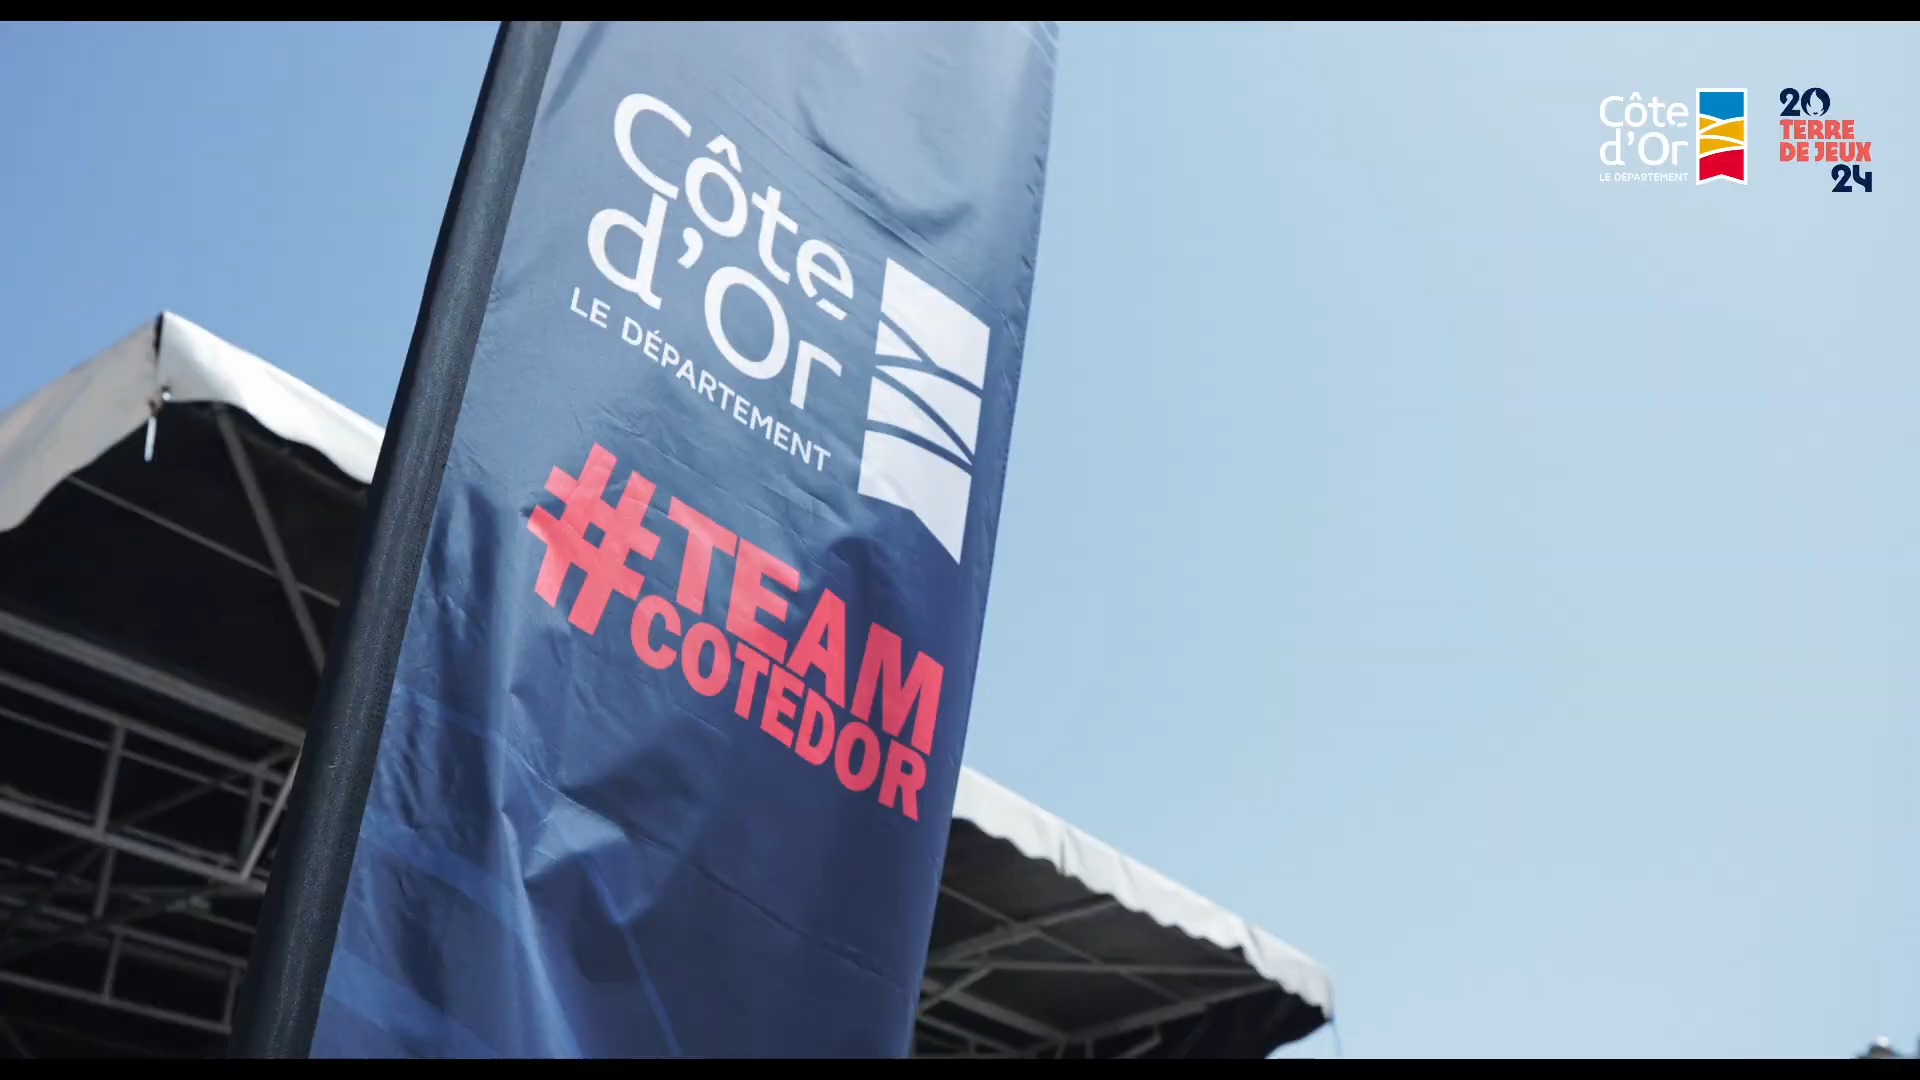 Côte
d'Or
LE DÉPARTEMENT
#TEAM
COTEDOR
Côte
d'Or
LE DÉPARTEMENT
20
TERRE
DE JEUX
24